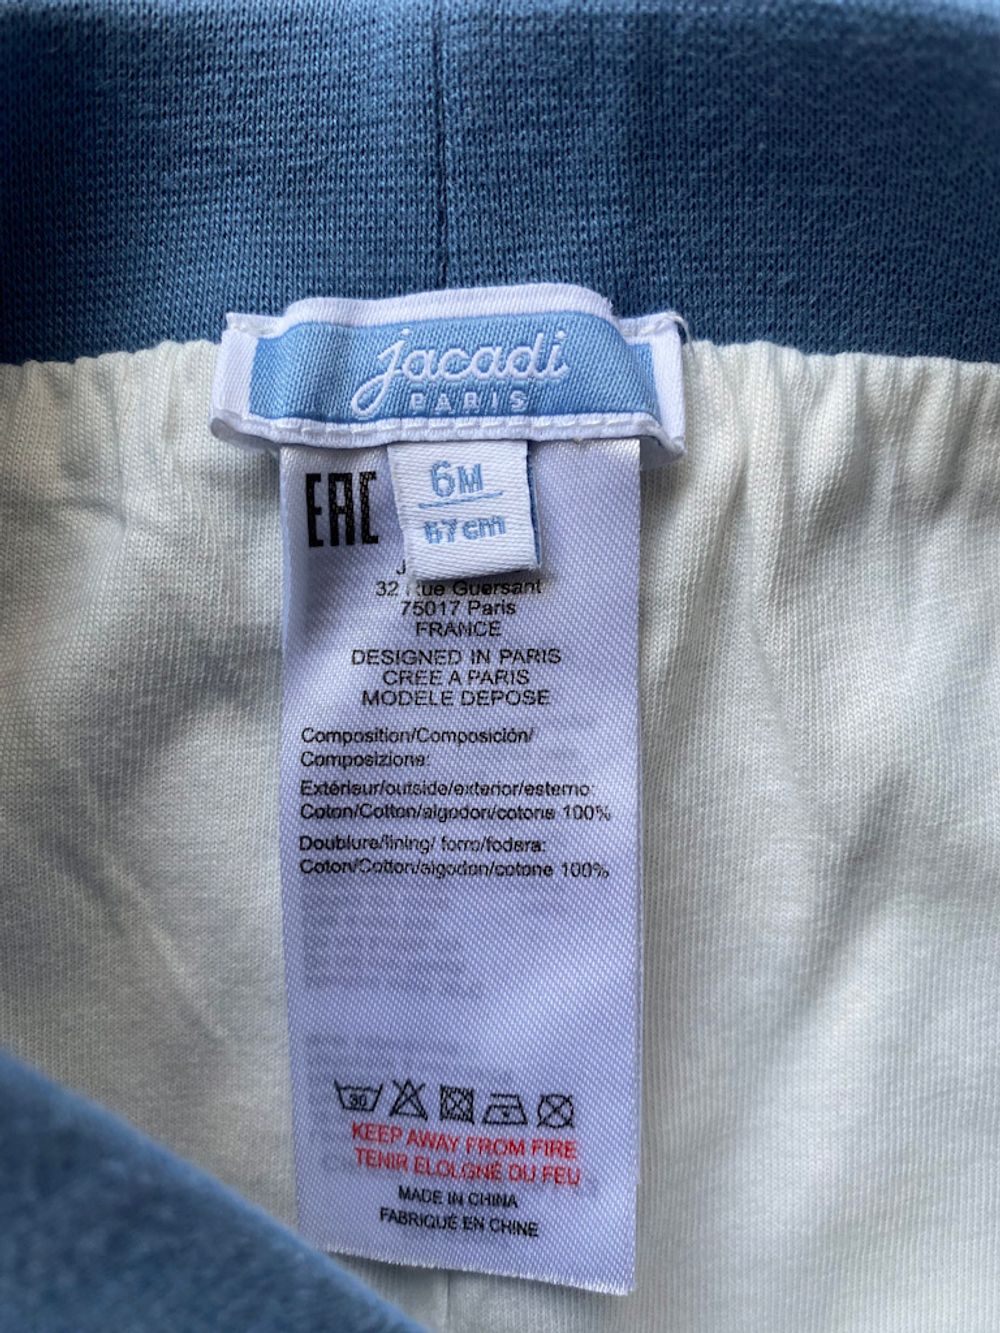 jacadi
PARIS
6M
67cm
EAC
32 Rue Guersant
75017 Paris
FRANCE
DESIGNED IN PARIS
CREE A PARIS
MODELE DEPOSE
Composition/Composición/
Composizione:
Extérieur/outside/exterior/esterno:
Coton/Cotton/algodon/cotone 100%
Doublure/lining/ forro/fodera:
Coton/Cotton/algodon/cotone 100%
30
KEEP AWAY FROM FIRE
TENIR ELOIGNÉ DU FEU
MADE IN CHINA
FABRIQUÉ EN CHINE